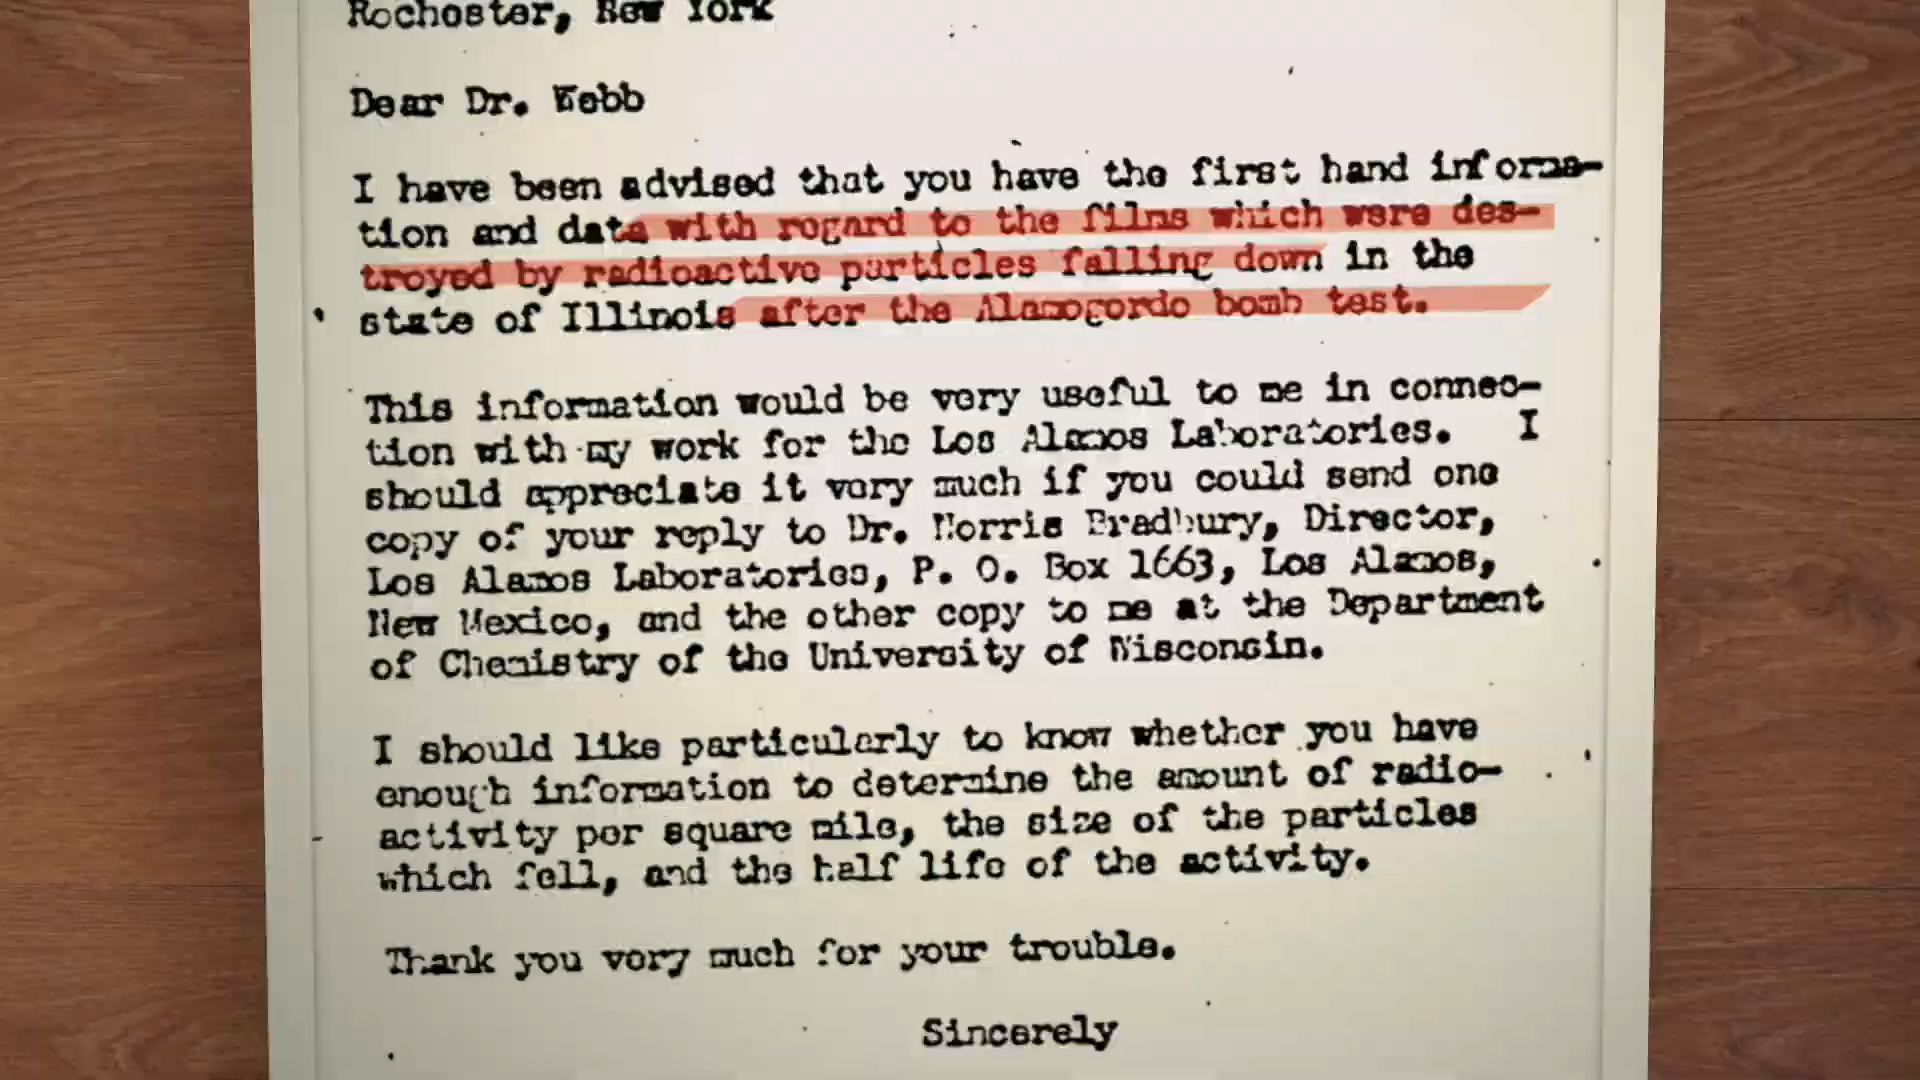 Rochester, New York
Dear Dr. Webb
I have been advised that you have the first hand informa-
tion and data with regard to the films which were des-
troyed by radioactive particles falling down in the
state of Illinois after the Alamogordo bomb test.
This information would be very useful to me in connec-
tion with my work for the Los Alamos Laboratories. I
should appreciate it very much if you could send one
copy of your reply to Dr. Norris Bradbury, Director,
Los Alamos Laboratories, P. O. Box 1663, Los Alamos,
New Mexico, and the other copy to me at the Department
of Chemistry of the University of Wisconsin.
I should like particularly to know whether you have
enough information to determine the amount of radio-
activity per square mile, the size of the particles
which fell, and the half life of the activity.
Thank you very much for your trouble.
Sincerely